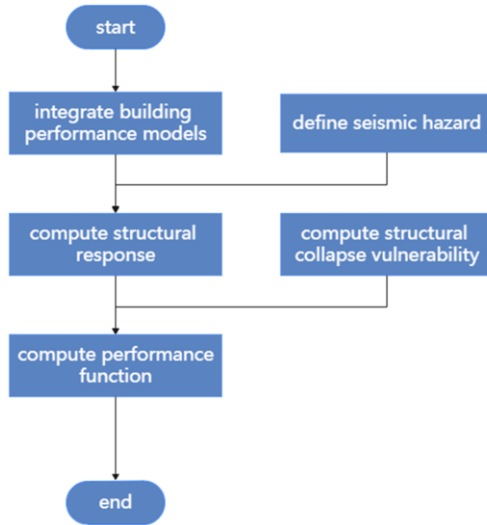 start
integrate building
performance models
define seismic hazard
compute structural
response
compute structural
collapse vulnerability
compute performance
function
end